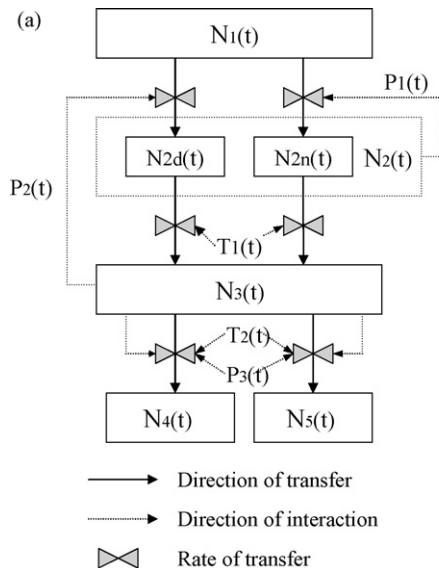 (a)
N1(t)
P1(t)
N2d(t) N2n(t) N2(t)
P2(t)
T1(t)
N3(t)
T2(t)
P3(t)
N4(t) N5(t)
Direction of transfer
Direction of interaction
Rate of transfer